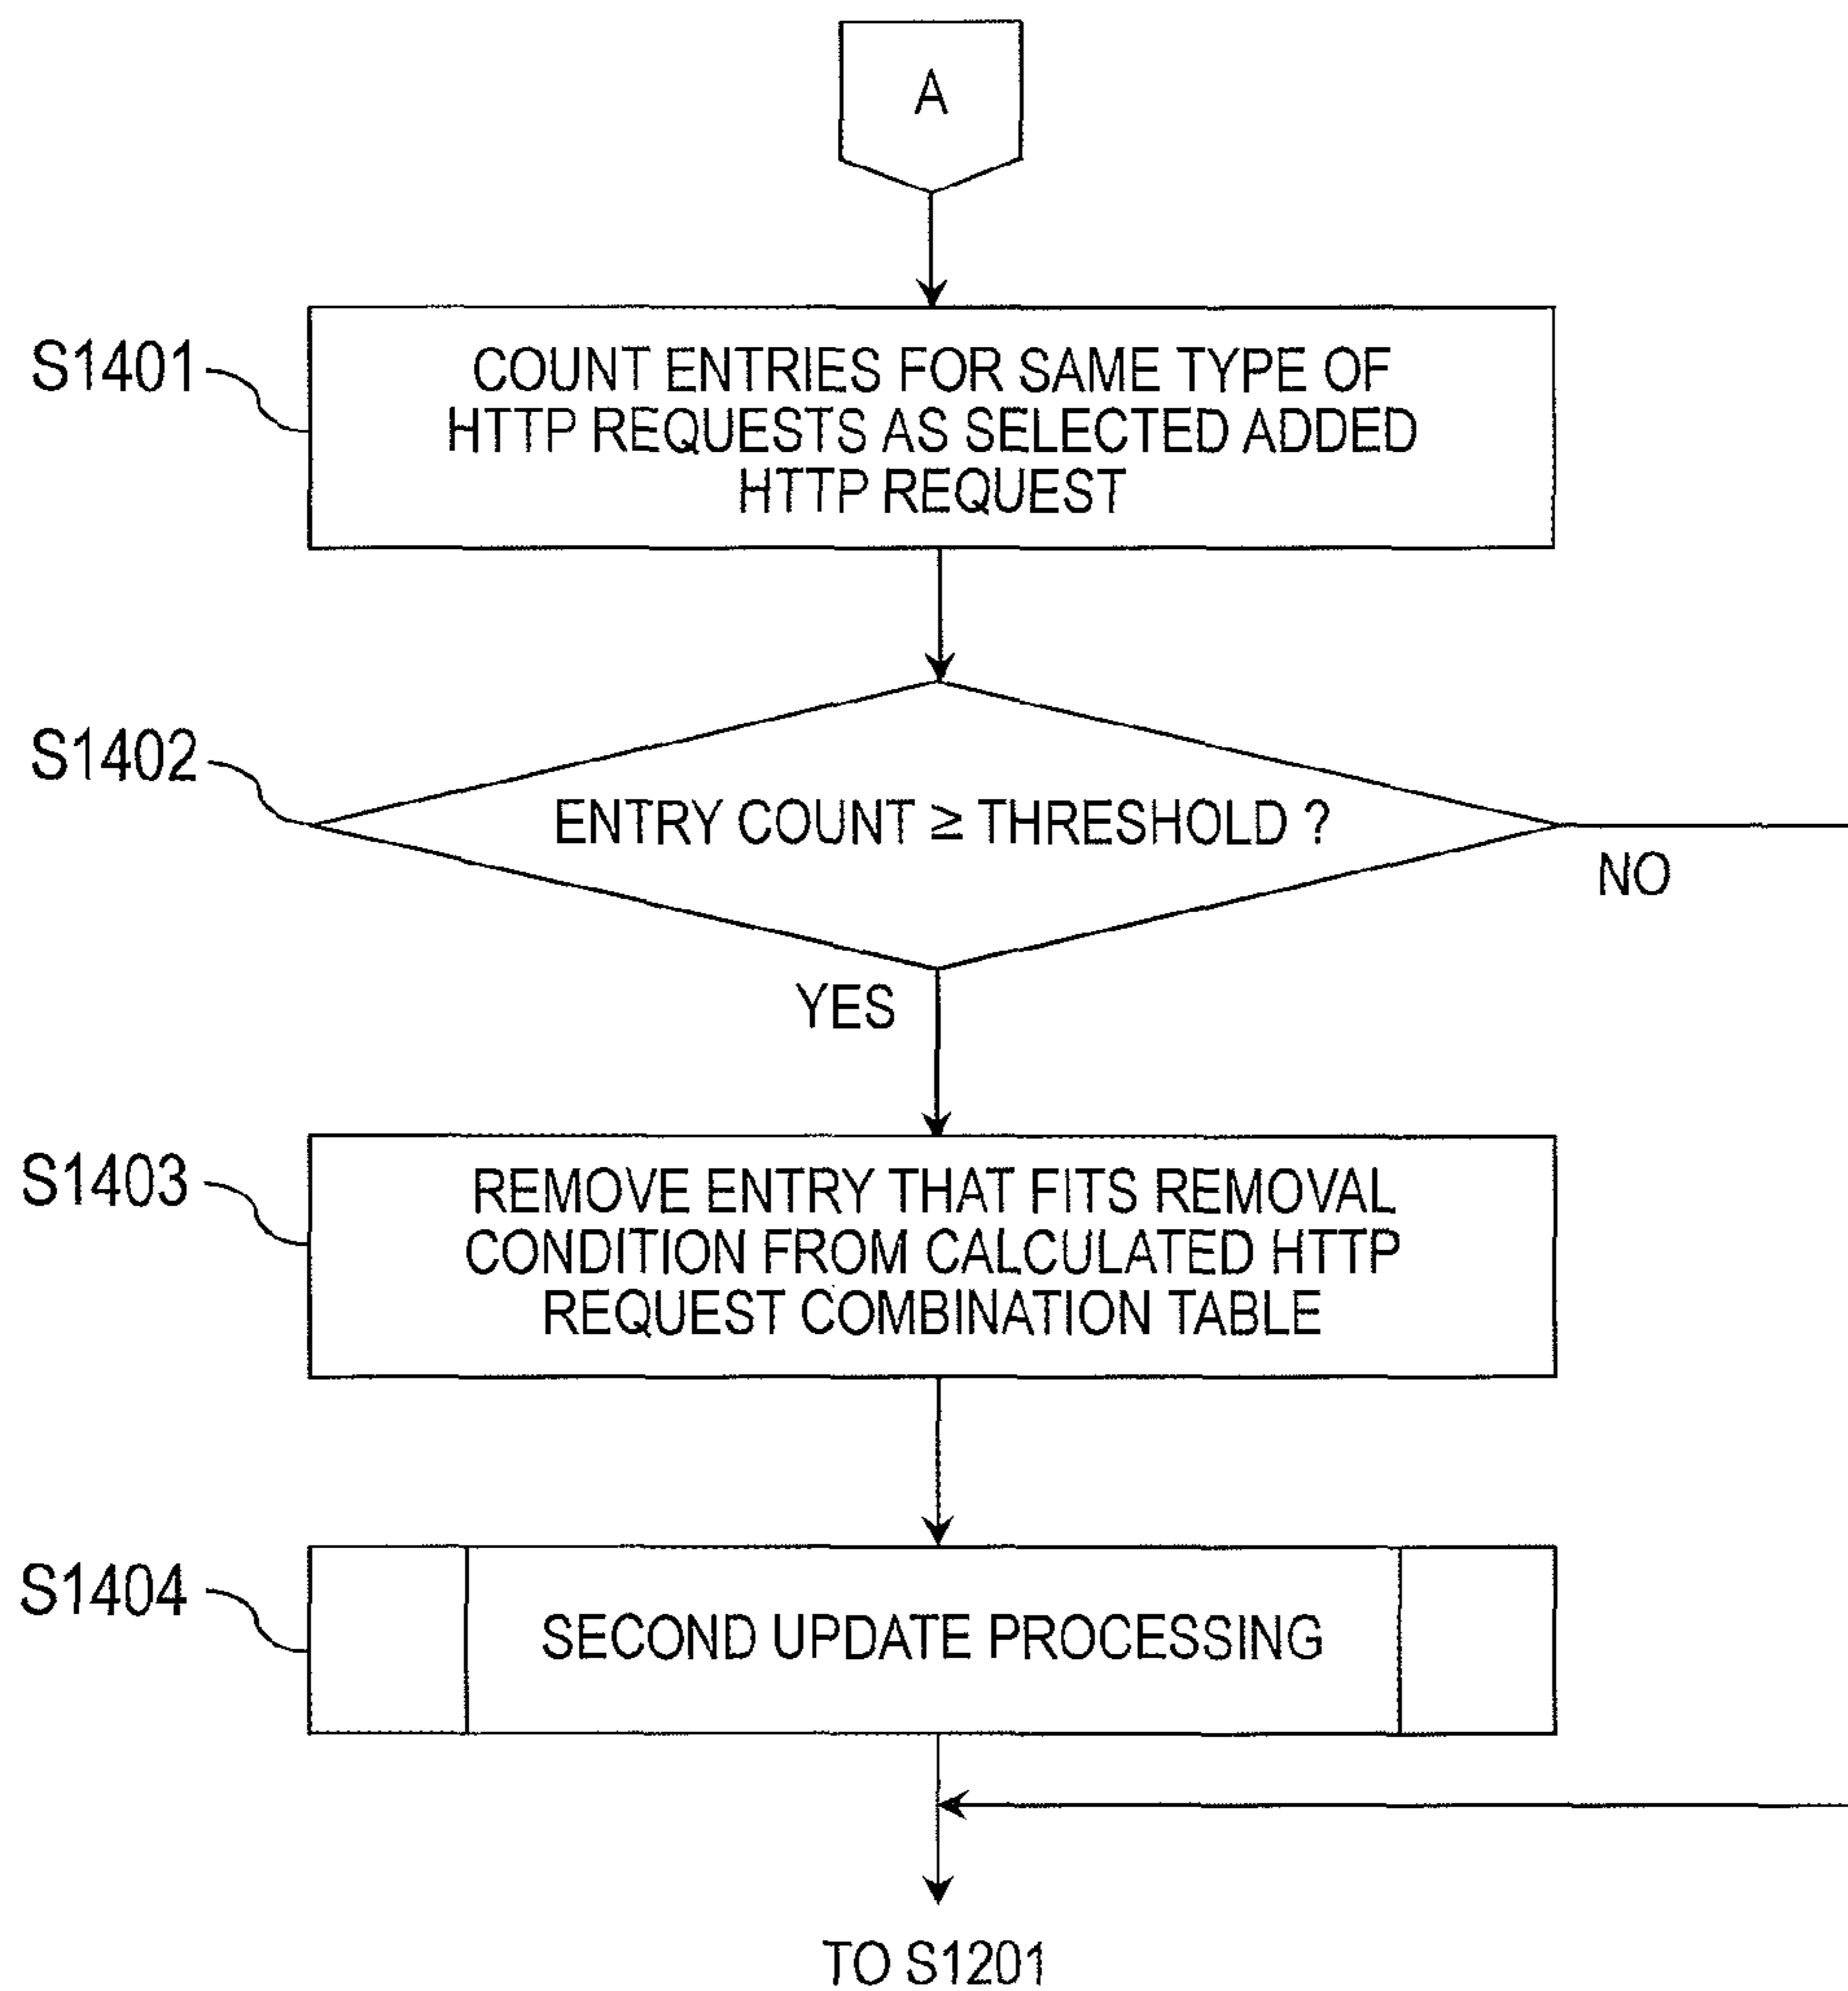 A
S1401
COUNT ENTRIES FOR SAME TYPE OF
HTTP REQUESTS AS SELECTED ADDED
HTTP REQUEST
S1402
ENTRY COUNT ≥ THRESHOLD ?
NO
YES
S1403
REMOVE ENTRY THAT FITS REMOVAL
CONDITION FROM CALCULATED HTTP
REQUEST COMBINATION TABLE
S1404
SECOND UPDATE PROCESSING
TO S1201